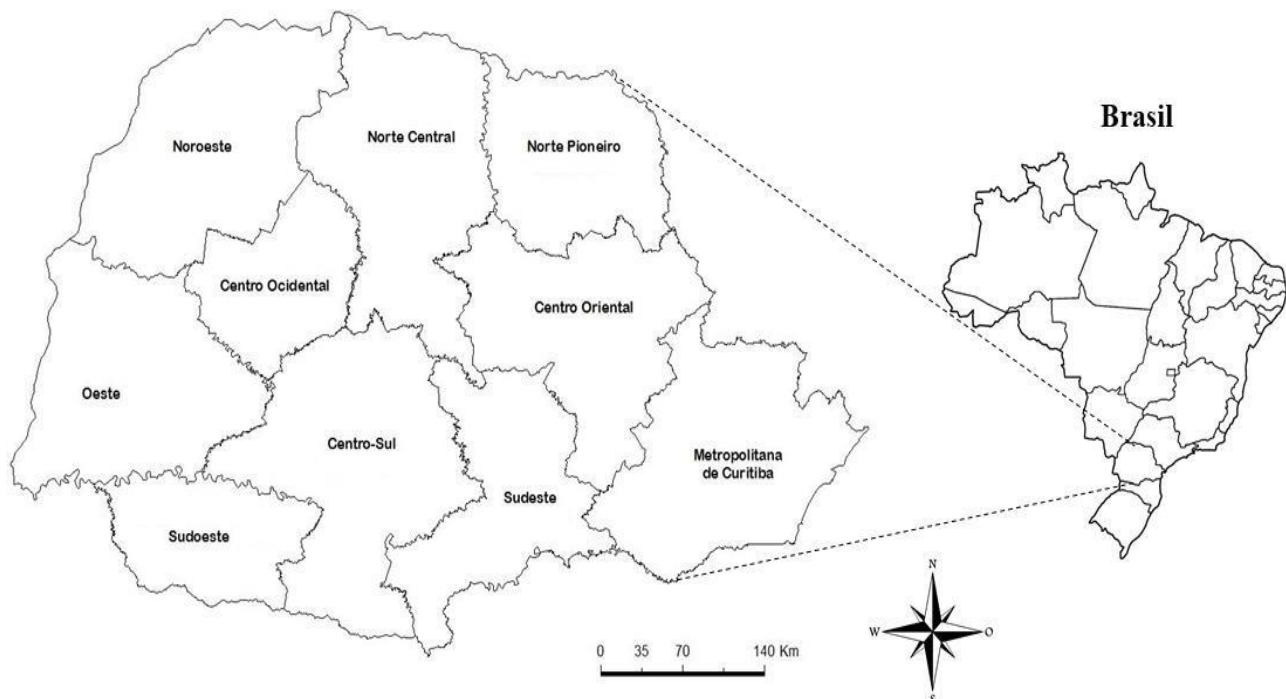 Brasil
Noroeste
Norte Central
Norte Pioneiro
Centro Ocidental
Centro Oriental
Oeste
Centro-Sul
Metropolitana
de Curitiba
Sudeste
Sudoeste
N
W
O
S
0 35 70 140 Km